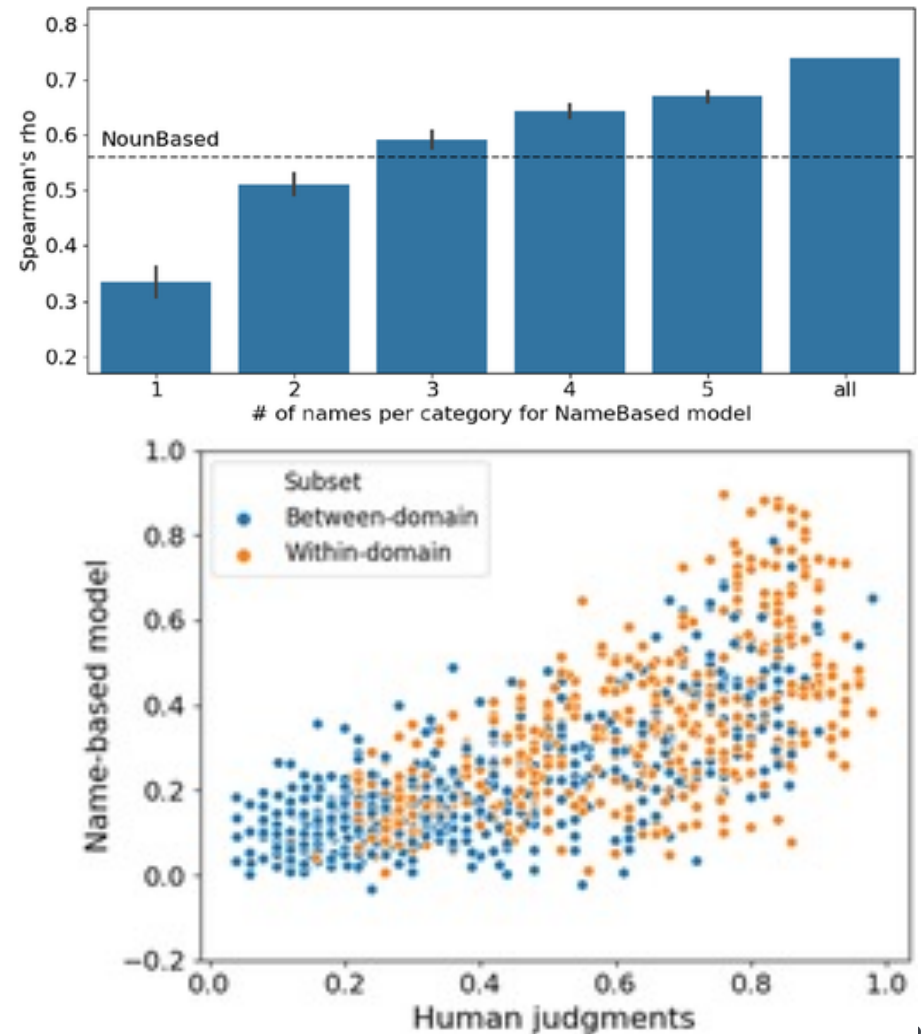 0.8
0.7
0.6
0.5
0.4
0.3
0.2
Spearman's rho
NounBased
1 2 3 4 5 all
# of names per category for NameBased model
1.0
0.8
0.6
0.4
0.2
0.0
−0.2
Name-based model
Subset
Between-domain
Within-domain
0.0 0.2 0.4 0.6 0.8 1.0
Human judgments